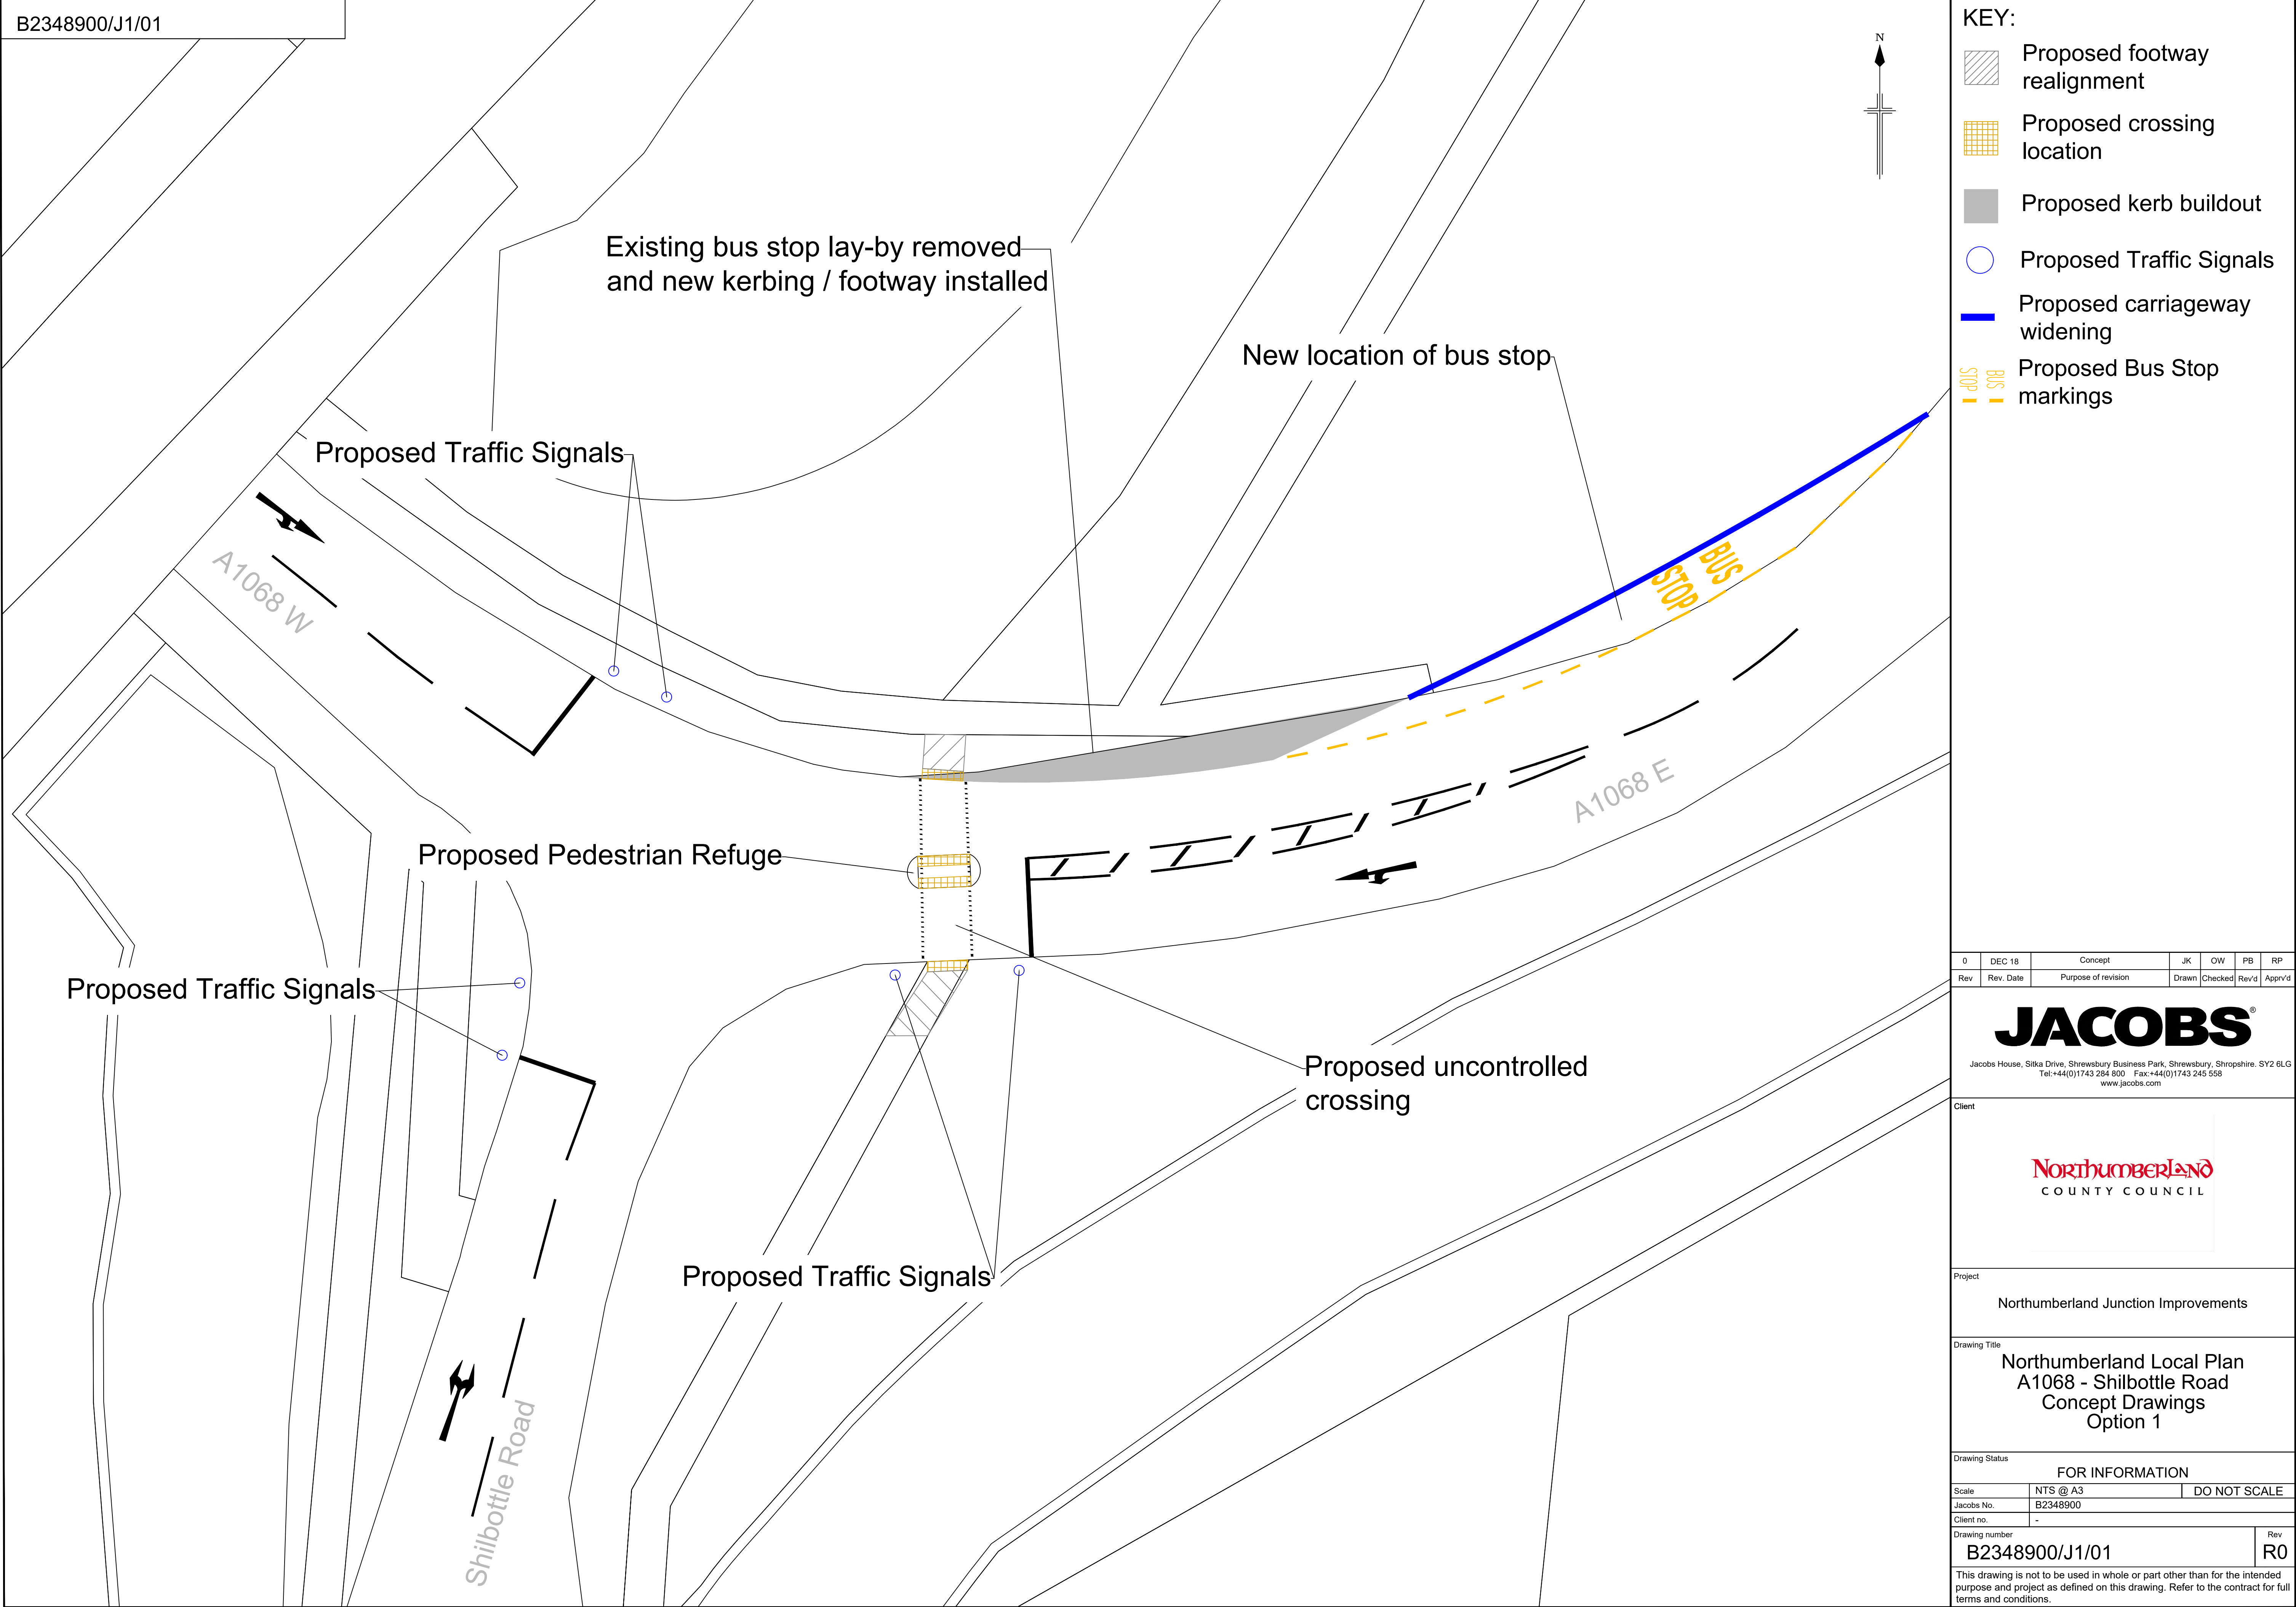 B2348900/J1/01
N
Existing bus stop lay-by removed
and new kerbing / footway installed
New location of bus stop
Proposed Traffic Signals
A1068 W
BUS
STOP
A1068 E
Proposed Pedestrian Refuge
Proposed Traffic Signals
Proposed uncontrolled
crossing
Proposed Traffic Signals
Shilbottle Road
KEY:
Proposed footway
realignment
Proposed crossing
location
Proposed kerb buildout
Proposed Traffic Signals
Proposed carriageway
widening
BUS
STOP
Proposed Bus Stop
markings
0 DEC 18 Concept JK OW PB RP
Rev Rev. Date Purpose of revision Drawn Checked Rev'd Apprv'd
JACOBS®
Jacobs House, Sitka Drive, Shrewsbury Business Park, Shrewsbury, Shropshire. SY2 6LG
Tel:+44(0)1743 284 800 Fax:+44(0)1743 245 558
www.jacobs.com
Client
Northumberland
COUNTY COUNCIL
Project
Northumberland Junction Improvements
Drawing Title
Northumberland Local Plan
A1068 - Shilbottle Road
Concept Drawings
Option 1
Drawing Status
FOR INFORMATION
Scale NTS @ A3 DO NOT SCALE
Jacobs No. B2348900
Client no. -
Drawing number Rev
B2348900/J1/01 R0
This drawing is not to be used in whole or part other than for the intended
purpose and project as defined on this drawing. Refer to the contract for full
terms and conditions.